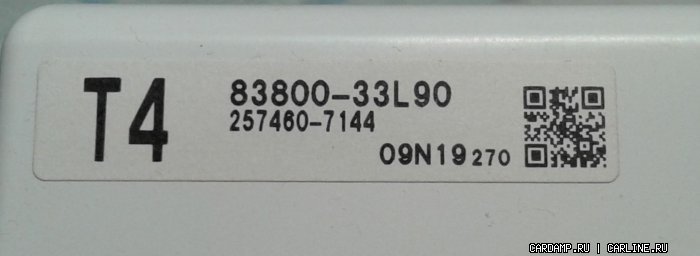 T4
83800-33L90
257460-7144
09N19 270
CARDAMP.RU | CARLINE.RU